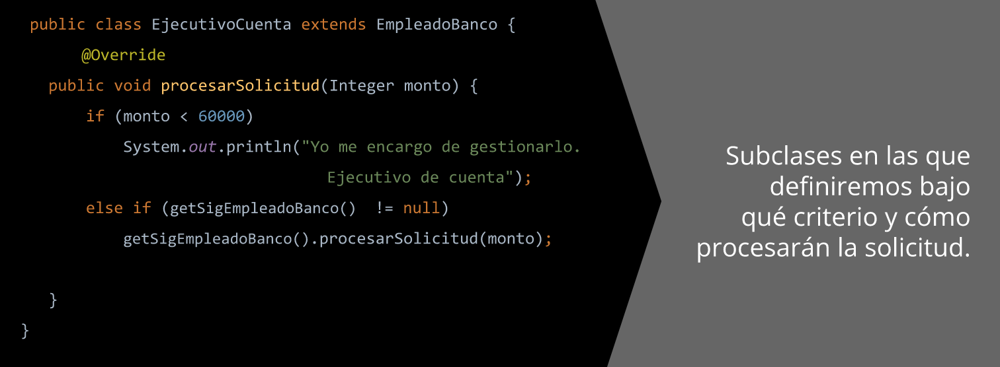 public class EjecutivoCuenta extends EmpleadoBanco {
@Override
public void procesarSolicitud(Integer monto) {
if (monto < 60000)
System.out.println("Yo me encargo de gestionarlo.
Ejecutivo de cuenta");
else if (getSigEmpleadoBanco()  != null)
getSigEmpleadoBanco().procesarSolicitud(monto);
}
}
Subclases en las que
definiremos bajo
qué criterio y cómo
procesarán la solicitud.